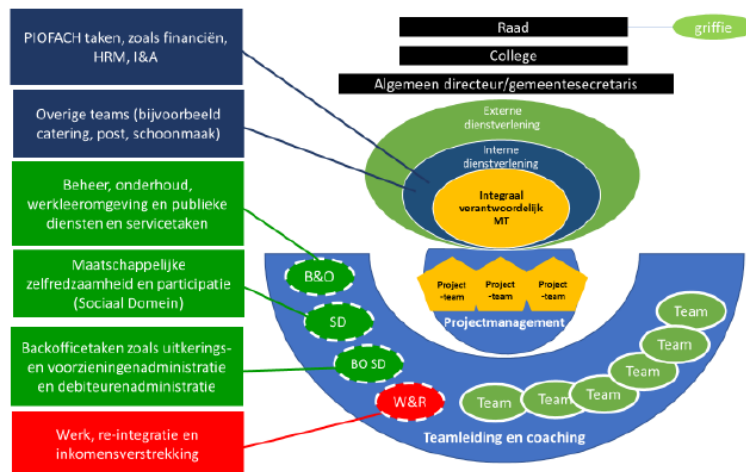 PIOFACH taken, zoals financiën,
HRM, I&A
Overige teams (bijvoorbeeld
catering, post, schoonmaak)
Beheer, onderhoud,
werkleeromgeving en publieke
diensten en servicetaken
Maatschappelijke
zelfredzaamheid en participatie
(Sociaal Domein)
Backofficetaken zoals uitkerings-
en voorzieningenadministratie
en debiteurenadministratie
Werk, re-integratie en
inkomensverstrekking
Raad
griffie
College
Algemeen directeur/gemeentesecretaris
Externe
dienstverlening
Interne
dienstverlening
Integraal
verantwoordelijk
MT
Project
-team
Project
-team
Project
-team
Projectmanagement
B&O
SD
BO SD
W&R
Team
Team
Team
Team
Team
Team
Teamleiding en coaching